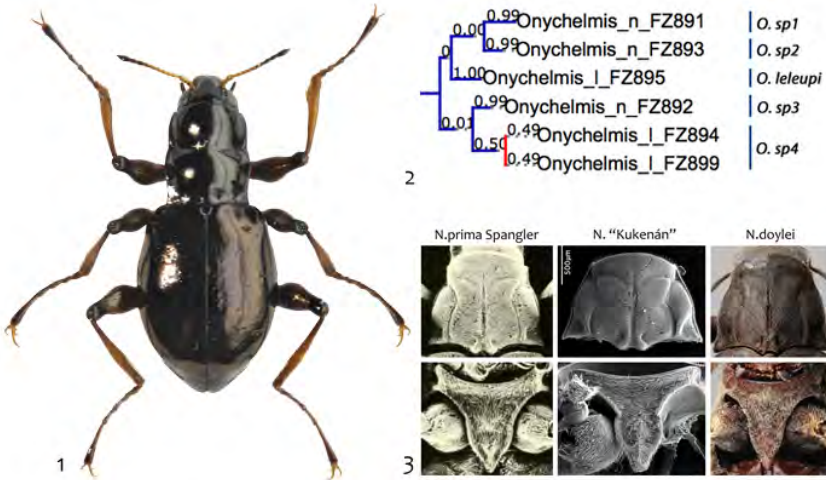 0.99 Onychelmis_n_FZ891 O. sp1
0.00
0.99 Onychelmis_n_FZ893 O. sp2
0
1.00 Onychelmis_l_FZ895 O. leleupi
0.99 Onychelmis_n_FZ892 O. sp3
0.01
0.49 Onychelmis_l_FZ894
0.50 O. sp4
0.49 Onychelmis_l_FZ899
2
N.prima Spangler N. “Kukenán” N.doylei
500µm
1
3